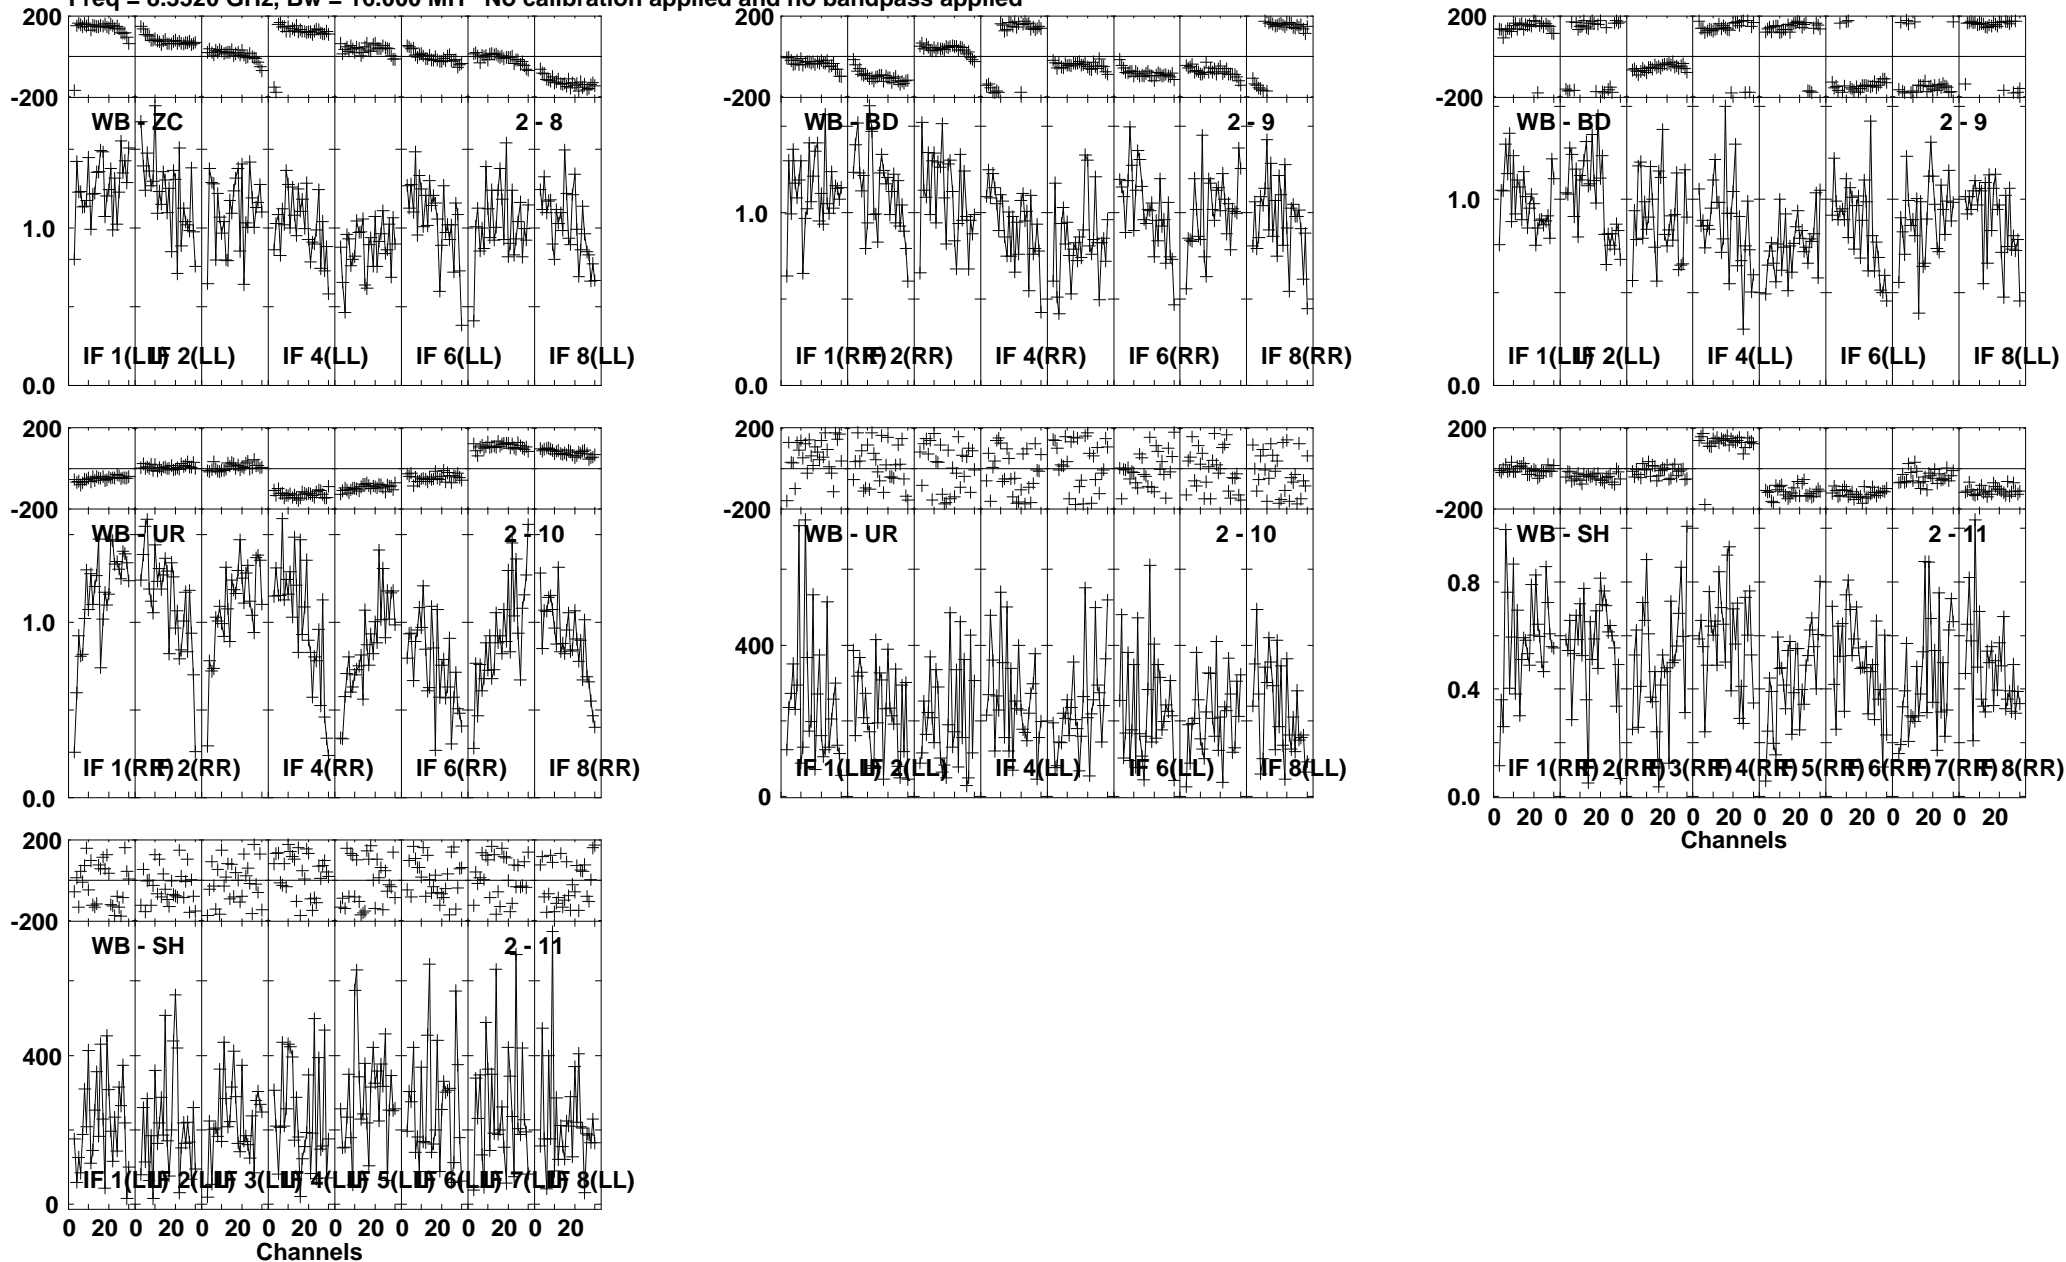 No calibration applied and no bandpass applied
200
-200
WB - ZC 2 - 8
1.0
IF 1(LL) IF 2(LL) IF 4(LL) IF 6(LL) IF 8(LL)
0.0
200
-200
WB - BD 2 - 9
1.0
IF 1(RR) IF 2(RR) IF 4(RR) IF 6(RR) IF 8(RR)
0.0
200
-200
WB - BD 2 - 9
1.0
IF 1(LL) IF 2(LL) IF 4(LL) IF 6(LL) IF 8(LL)
0.0
200
-200
WB - UR 2 - 10
1.0
IF 1(RR) IF 2(RR) IF 4(RR) IF 6(RR) IF 8(RR)
0.0
200
-200
WB - UR 2 - 10
400
IF 1(LL) IF 2(LL) IF 4(LL) IF 6(LL) IF 8(LL)
0
200
-200
WB - SH 2 - 11
0.8
0.4
IF 1(RR) IF 2(RR) IF 3(RR) IF 4(RR) IF 5(RR) IF 6(RR) IF 7(RR) IF 8(RR)
0.0
0 20 0 20 0 20 0 20 0 20 0 20 0 20 0 20
Channels
200
-200
WB - SH 2 - 11
400
IF 1(LL) IF 2(LL) IF 3(LL) IF 4(LL) IF 5(LL) IF 6(LL) IF 7(LL) IF 8(LL)
0
0 20 0 20 0 20 0 20 0 20 0 20 0 20 0 20
Channels